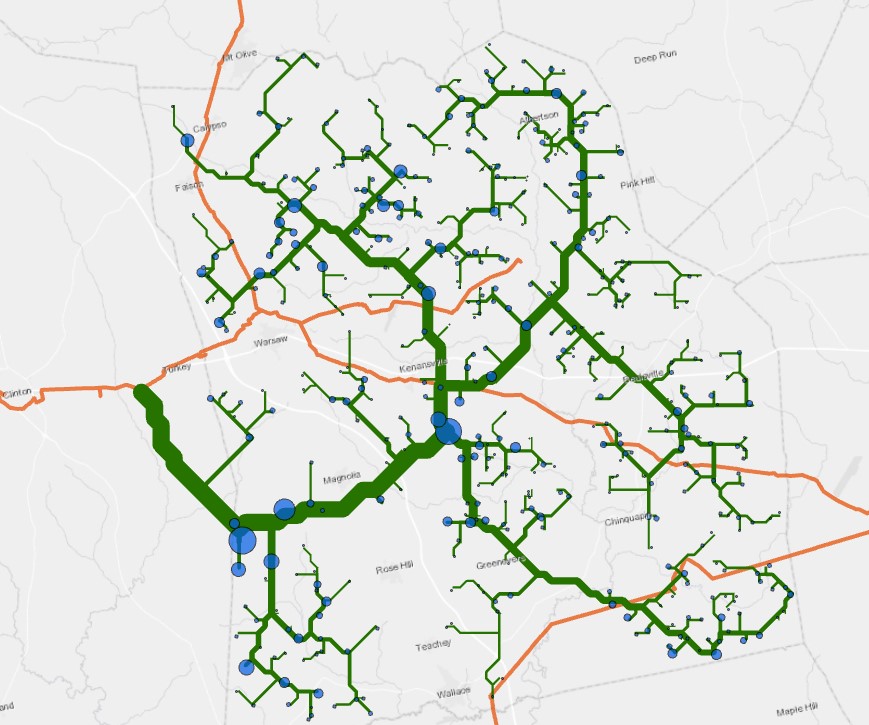 Mt Olive
Deep Run
Calypso
Albertson
Faison
Pink Hill
Warsaw
Turkey
Kenansville
Clinton
Beulaville
Magnolia
Chinquapin
Rose Hill
Greenevers
Teachey
Wallace
Maple Hill